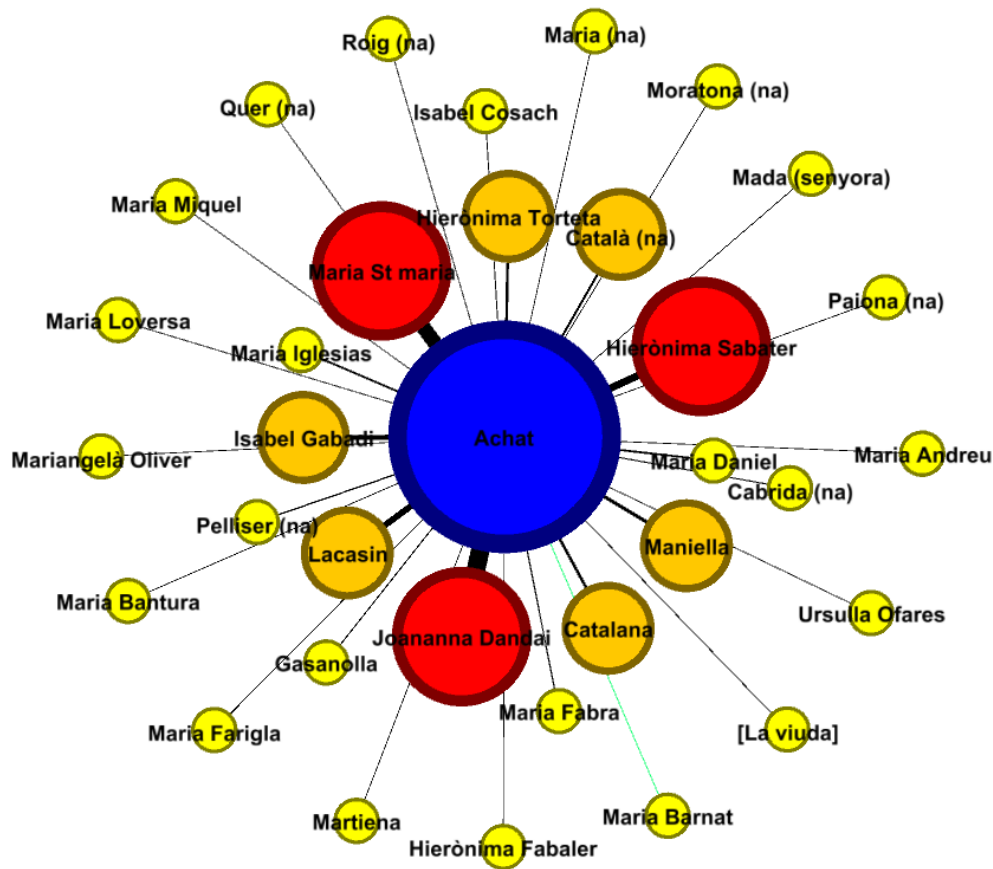 Roig (na)
Maria (na)
Isabel Cosach
Moratona (na)
Quer (na)
Mada (senyora)
Maria Miquel
Hierònima Torteta
Català (na)
Maria St maria
Paiona (na)
Maria Loversa
Maria Iglesias
Hierònima Sabater
Isabel Gabadi
Achat
Mariangelà Oliver
Maria Daniel
Maria Andreu
Cabrida (na)
Pelliser (na)
Lacasin
Maniella
Maria Bantura
Ursulla Ofares
Joananna Dandai
Catalana
Gasanolla
Maria Fabra
Maria Farigla
[La viuda]
Martiena
Maria Barnat
Hierònima Fabaler